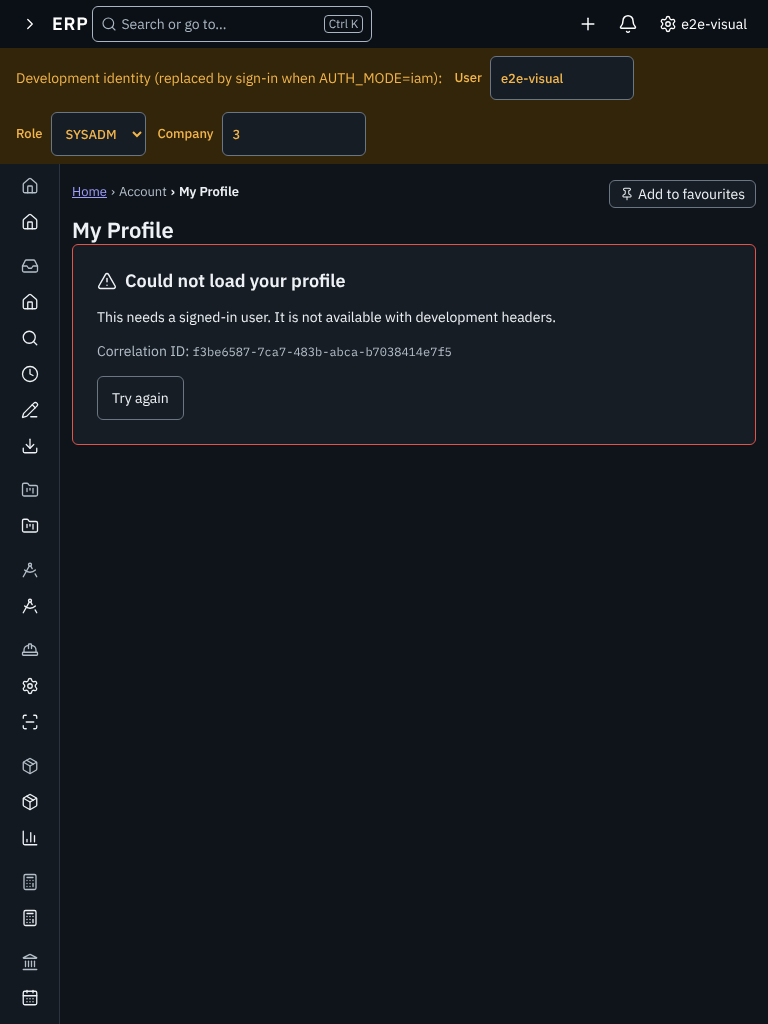 ERP Search or go to... Ctrl K e2e-visual
Development identity (replaced by sign-in when AUTH_MODE=iam): User e2e-visual
Role SYSADM Company 3
Home › Account › My Profile Add to favourites
My Profile
Could not load your profile
This needs a signed-in user. It is not available with development headers.
Correlation ID: f3be6587-7ca7-483b-abca-b7038414e7f5
Try again